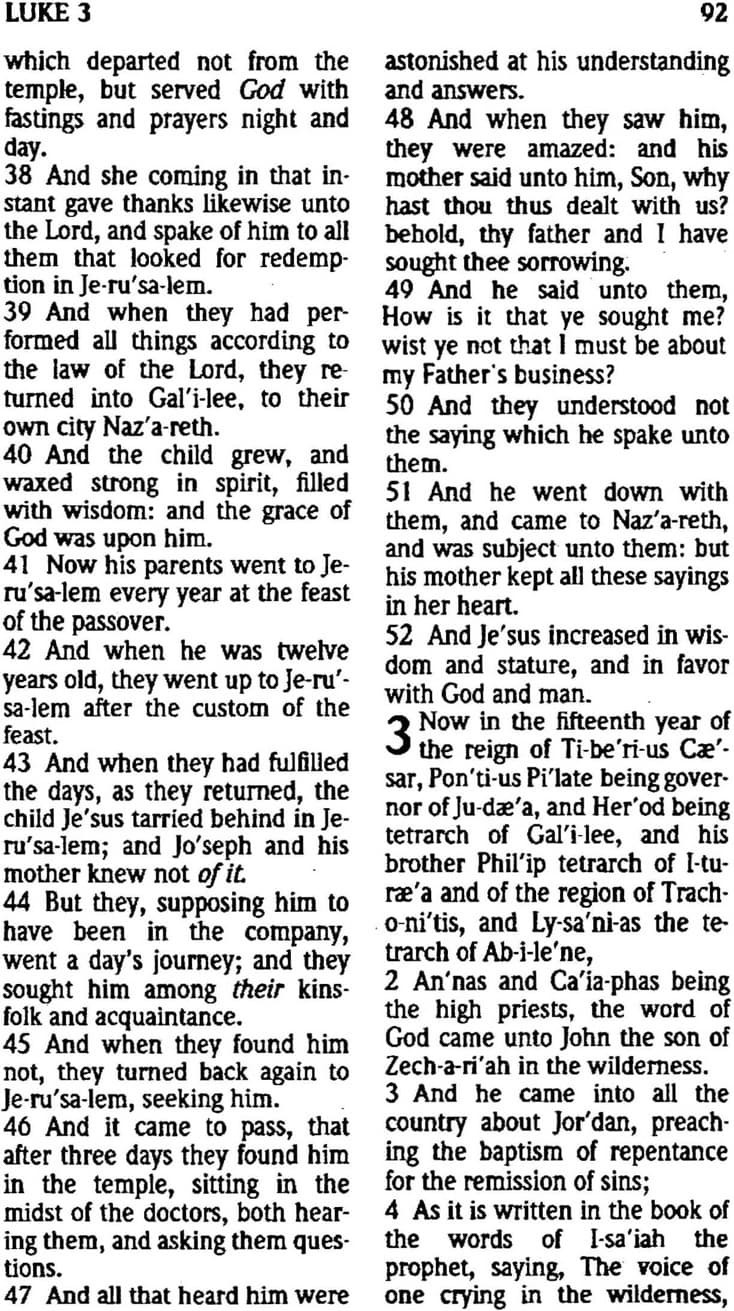 LUKE 3
92
which departed not from the
temple, but served God with
fastings and prayers night and
day.
38 And she coming in that in-
stant gave thanks likewise unto
the Lord, and spake of him to all
them that looked for redemp-
tion in Je-ru'sa-lem.
39 And when they had per-
formed all things according to
the law of the Lord, they re-
turned into Gal'i-lee, to their
own city Naz'a-reth.
40 And the child grew, and
waxed strong in spirit, filled
with wisdom: and the grace of
God was upon him.
41 Now his parents went to Je-
ru'sa-lem every year at the feast
of the passover.
42 And when he was twelve
years old, they went up to Je-ru'-
sa-lem after the custom of the
feast.
43 And when they had fulfilled
the days, as they returned, the
child Je'sus tarried behind in Je-
ru'sa-lem; and Jo'seph and his
mother knew not of it.
44 But they, supposing him to
have been in the company,
went a day's journey; and they
sought him among their kins-
folk and acquaintance.
45 And when they found him
not, they turned back again to
Je-ru'sa-lem, seeking him.
46 And it came to pass, that
after three days they found him
in the temple, sitting in the
midst of the doctors, both hear-
ing them, and asking them ques-
tions.
47 And all that heard him were
astonished at his understanding
and answers.
48 And when they saw him,
they were amazed: and his
mother said unto him, Son, why
hast thou thus dealt with us?
behold, thy father and I have
sought thee sorrowing.
49 And he said unto them,
How is it that ye sought me?
wist ye not that I must be about
my Father's business?
50 And they understood not
the saying which he spake unto
them.
51 And he went down with
them, and came to Naz'a-reth,
and was subject unto them: but
his mother kept all these sayings
in her heart.
52 And Je'sus increased in wis-
dom and stature, and in favor
with God and man.
3 Now in the fifteenth year of
the reign of Ti-be'ri-us Cæ'-
sar, Pon'ti-us Pi'late being gover-
nor of Ju-dæ'a, and Her'od being
tetrarch of Gal'i-lee, and his
brother Phil'ip tetrarch of I-tu-
ræ'a and of the region of Trach-
o-ni'tis, and Ly-sa'ni-as the te-
trarch of Ab-i-le'ne,
2 An'nas and Ca'ia-phas being
the high priests, the word of
God came unto John the son of
Zech-a-ri'ah in the wilderness.
3 And he came into all the
country about Jor'dan, preach-
ing the baptism of repentance
for the remission of sins;
4 As it is written in the book of
the words of I-sa'iah the
prophet, saying, The voice of
one crying in the wilderness,